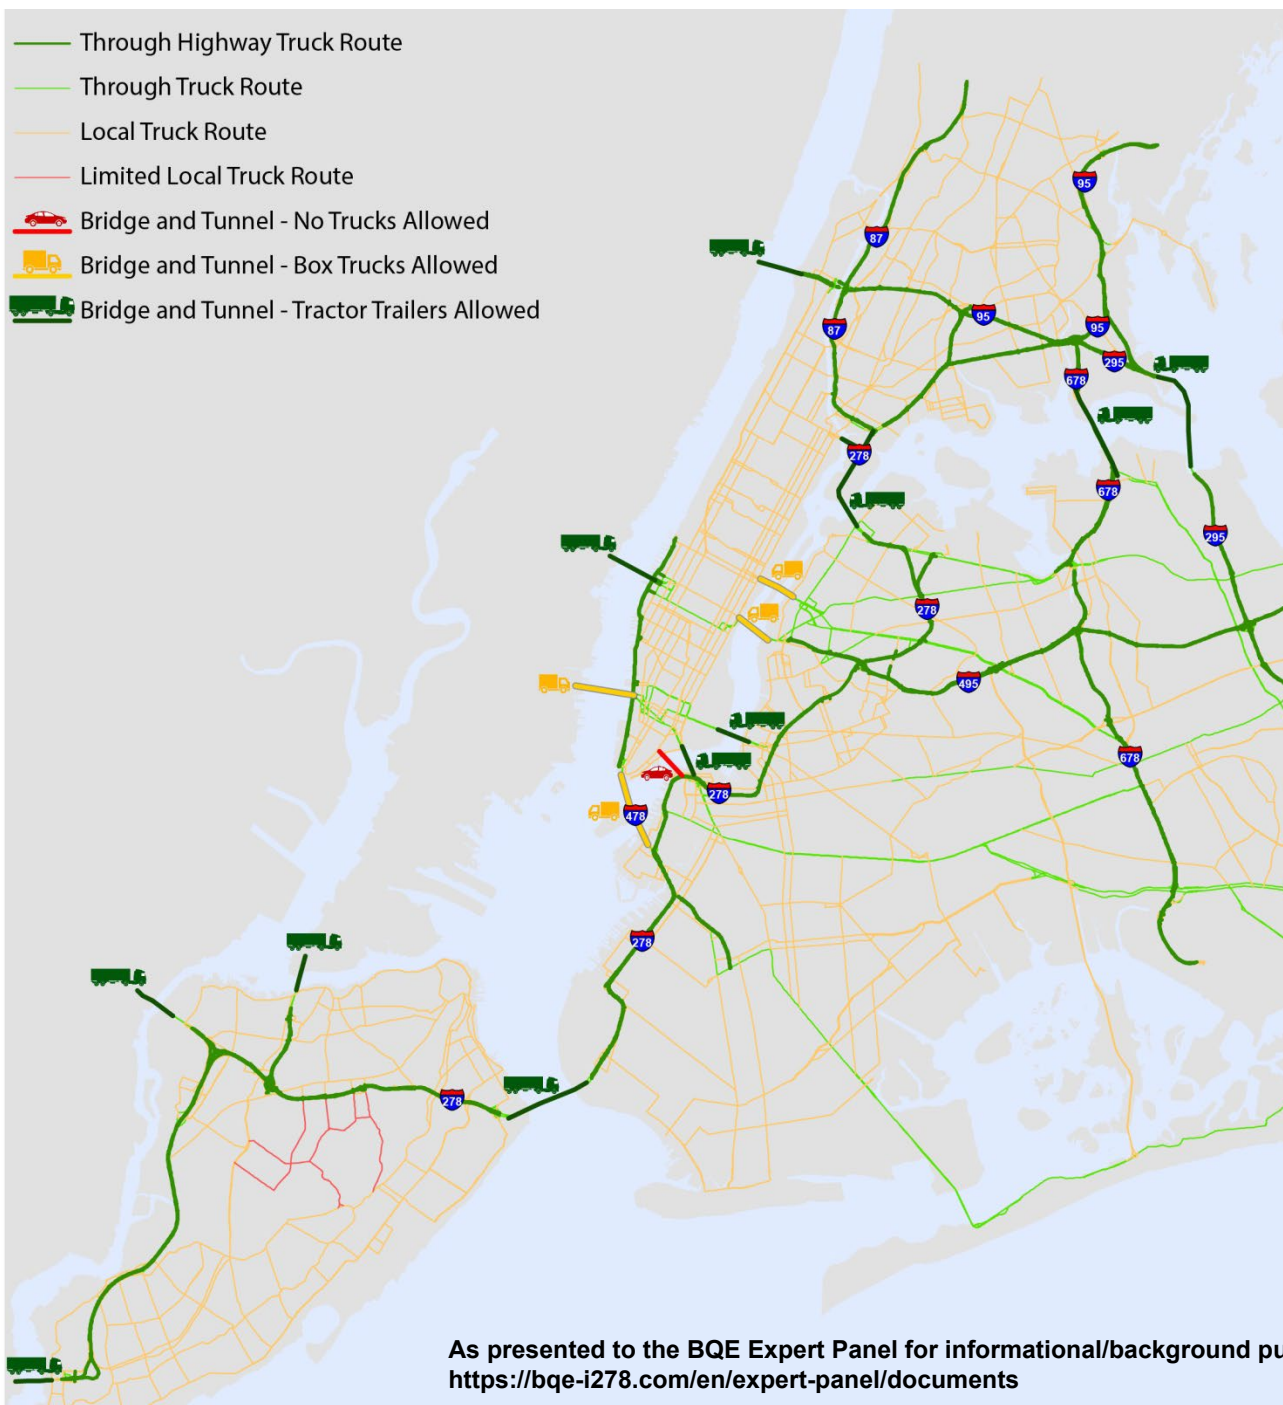 Through Highway Truck Route
Through Truck Route
Local Truck Route
Limited Local Truck Route
Bridge and Tunnel - No Trucks Allowed
Bridge and Tunnel - Box Trucks Allowed
Bridge and Tunnel - Tractor Trailers Allowed
95
87
95
87
95
295
678
278
678
295
278
495
678
278
478
278
278
As presented to the BQE Expert Panel for informational/background pu
https://bqe-i278.com/en/expert-panel/documents